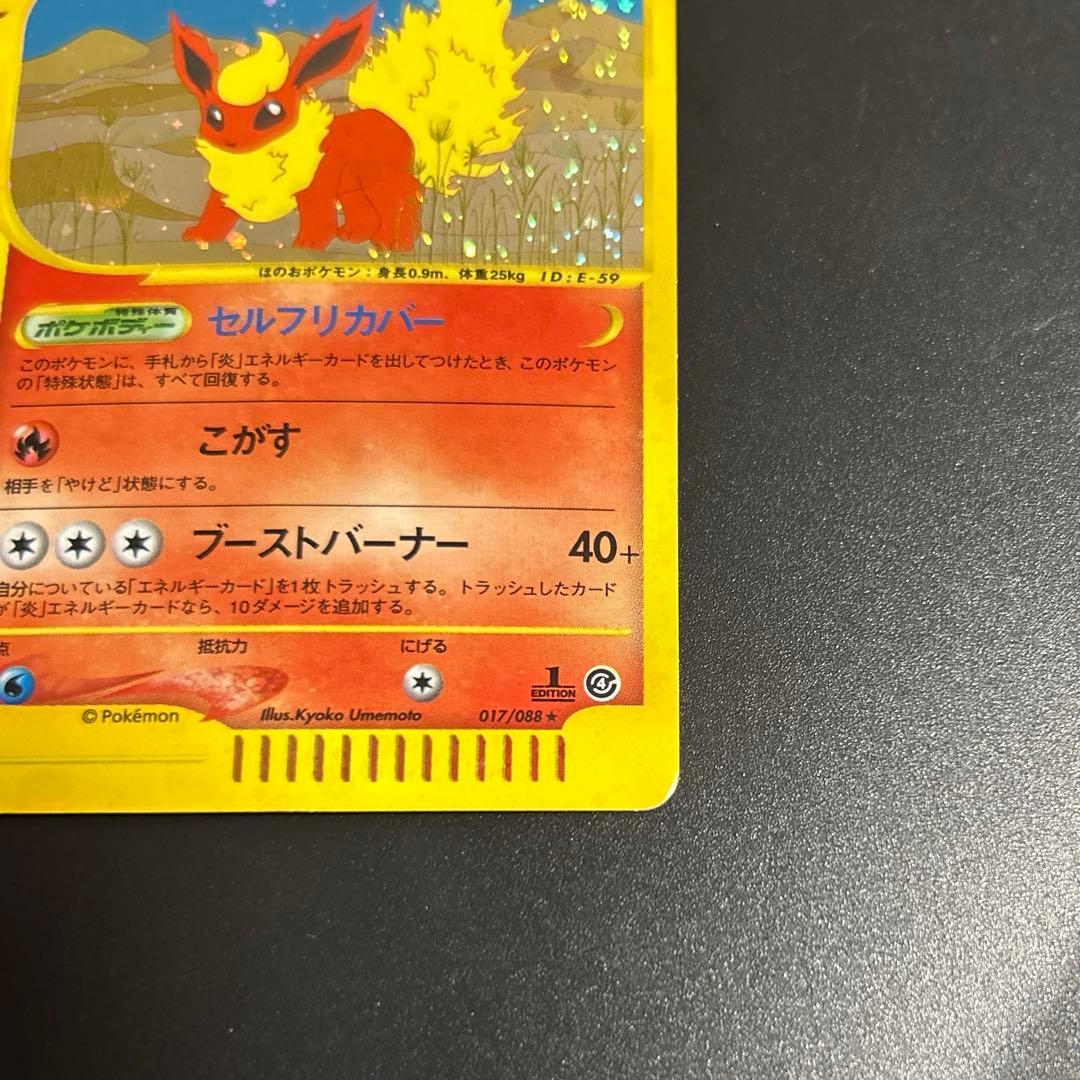 ほのおポケモン：身長0.9m、体重25kg ID:E-59
特殊体質
ポケボディー セルフリカバー
このポケモンに、手札から「炎」エネルギーカードを出してつけたとき、このポケモン
の「特殊状態」は、すべて回復する。
こがす
相手を「やけど」状態にする。
ブーストバーナー 40+
自分についている「エネルギーカード」を1枚トラッシュする。トラッシュしたカード
が「炎」エネルギーカードなら、10ダメージを追加する。
点 抵抗力 にげる
1
EDITION 4
©Pokémon Illus.Kyoko Umemoto 017/088★